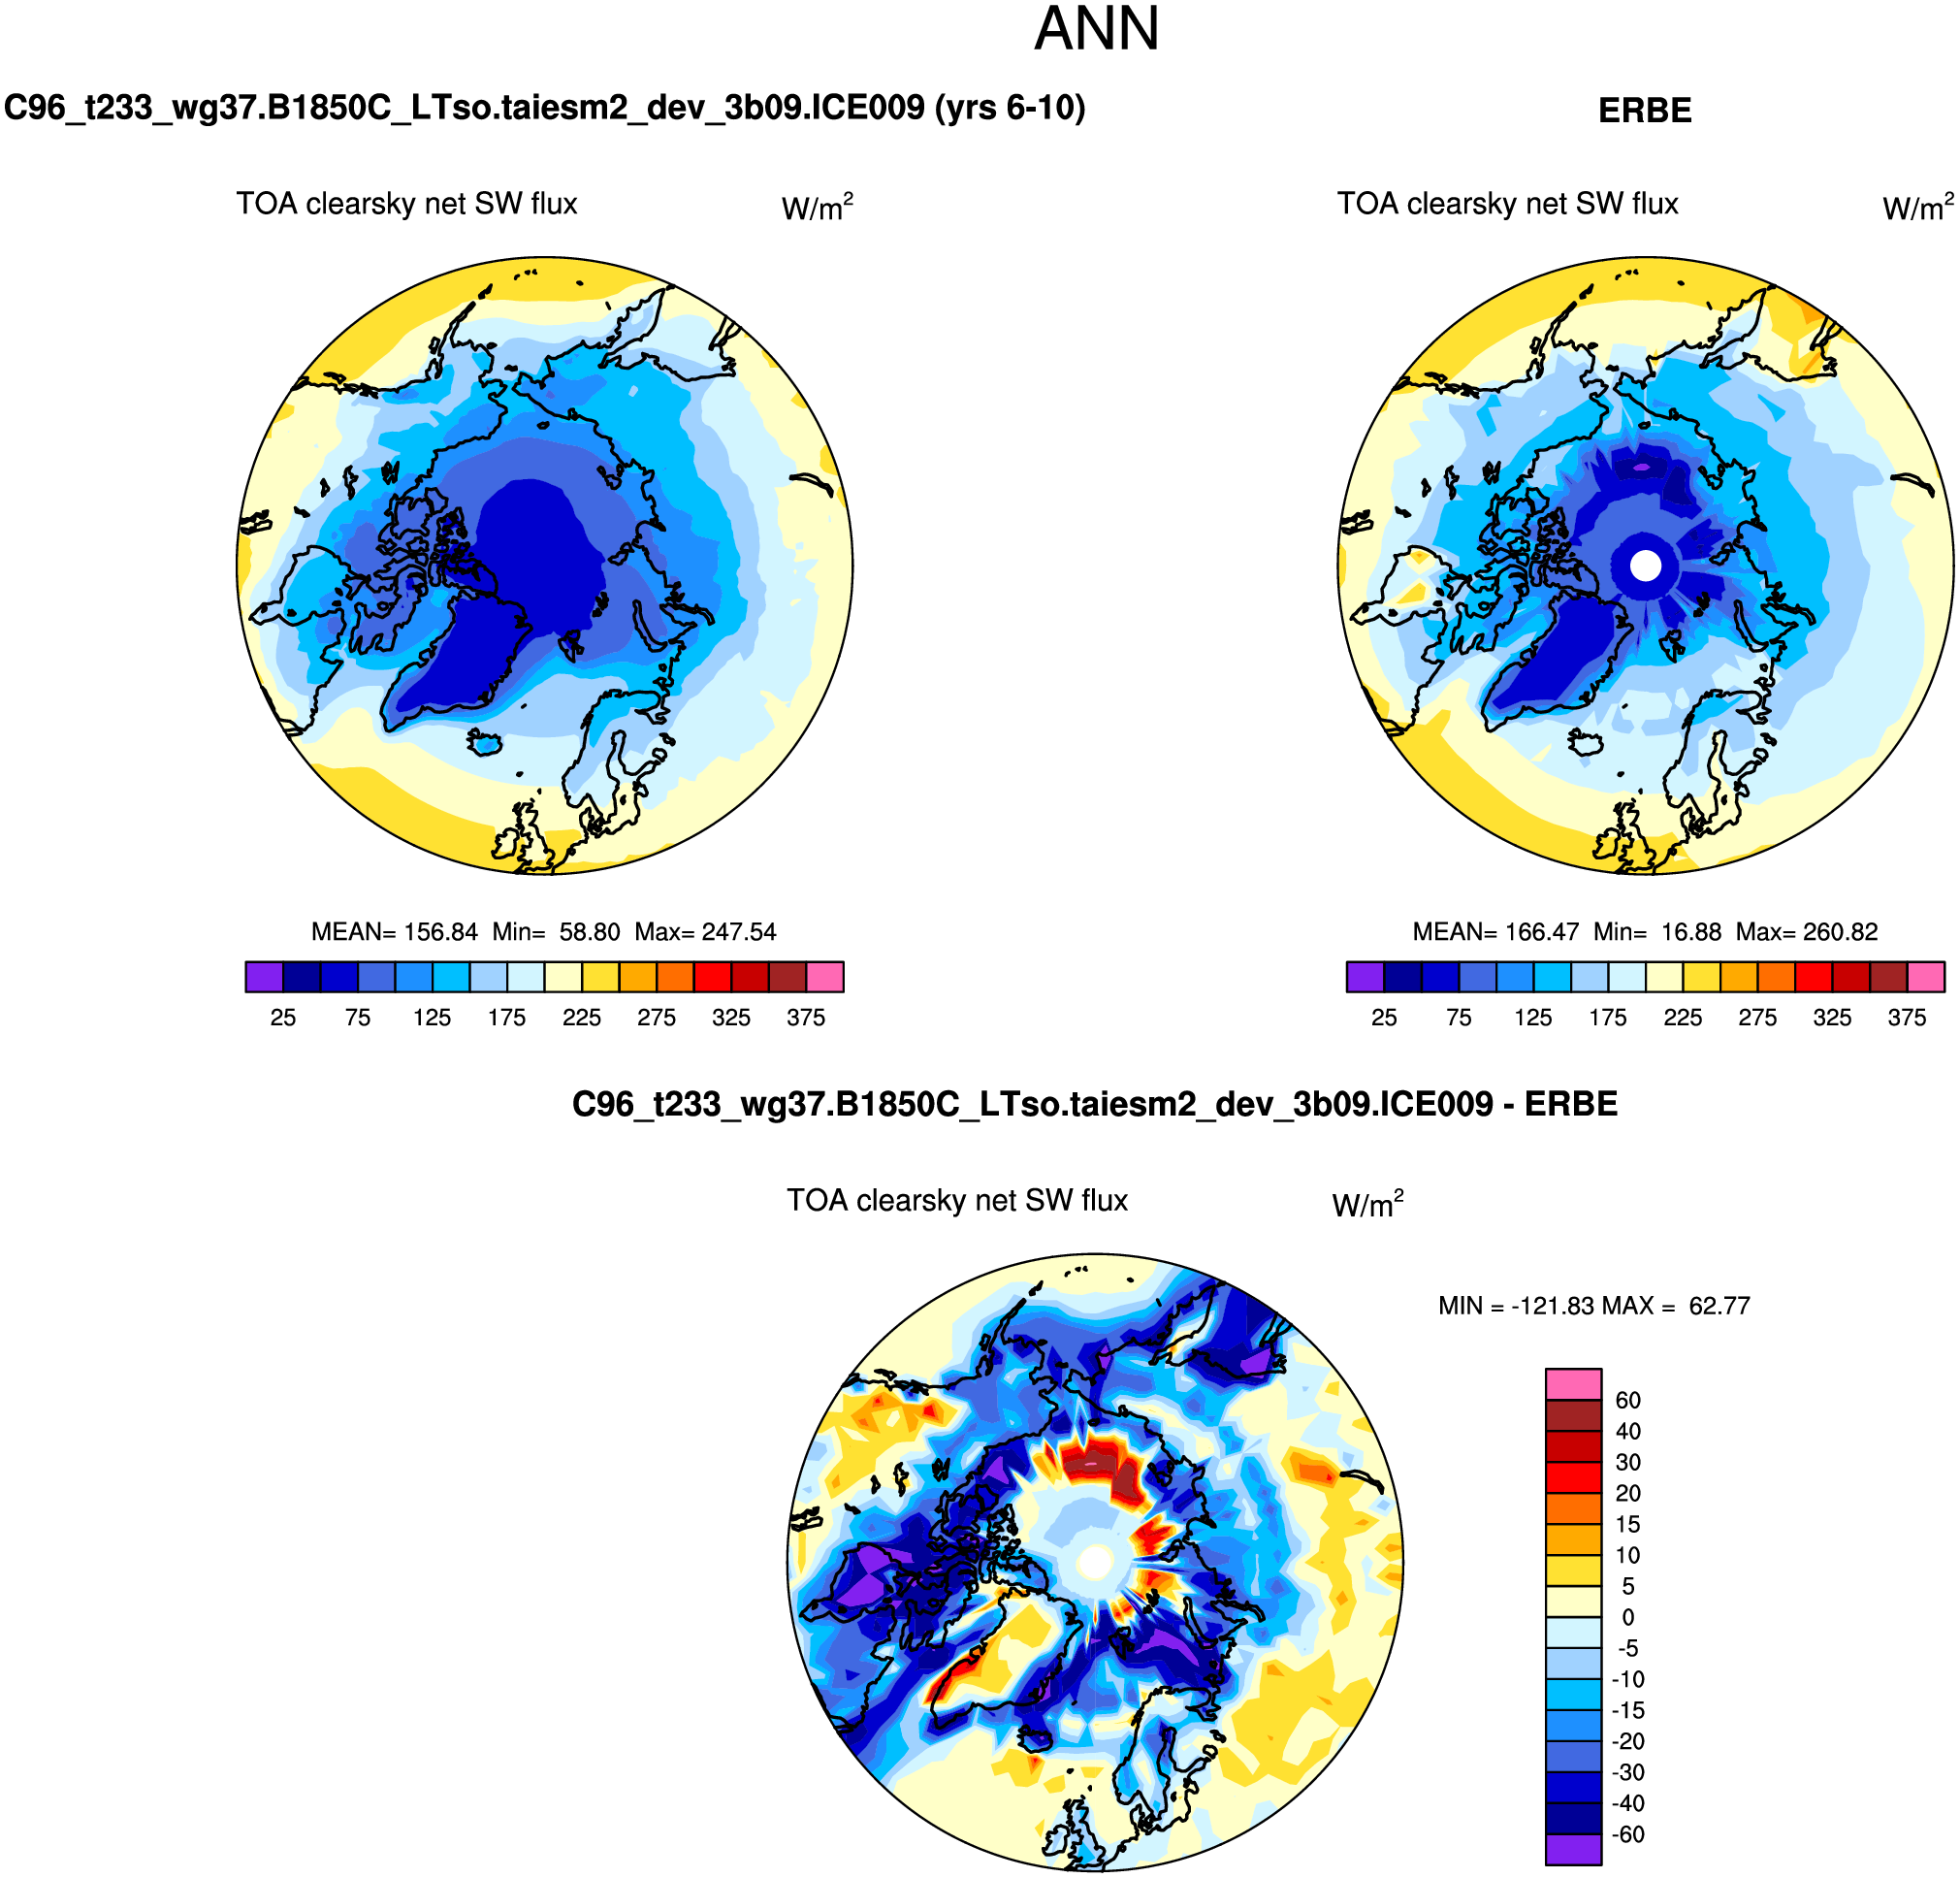 ANN
C96_t233_wg37.B1850C_LTso.taiesm2_dev_3b09.ICE009 (yrs 6-10)
ERBE
TOA clearsky net SW flux W/m²
TOA clearsky net SW flux W/m²
MEAN= 156.84 Min= 58.80 Max= 247.54
MEAN= 166.47 Min= 16.88 Max= 260.82
25 75 125 175 225 275 325 375
25 75 125 175 225 275 325 375
C96_t233_wg37.B1850C_LTso.taiesm2_dev_3b09.ICE009 - ERBE
TOA clearsky net SW flux W/m²
MIN = -121.83 MAX = 62.77
60
40
30
20
15
10
5
0
-5
-10
-15
-20
-30
-40
-60